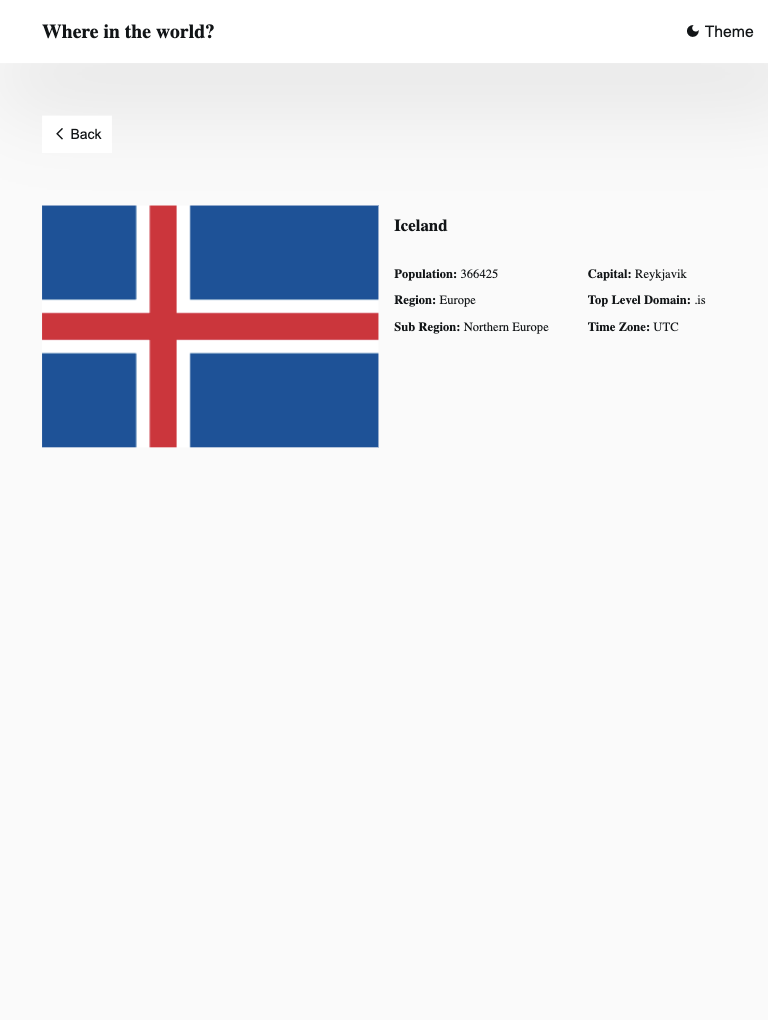 Where in the world?
Theme
Back
Iceland
Population: 366425
Region: Europe
Sub Region: Northern Europe
Capital: Reykjavik
Top Level Domain: .is
Time Zone: UTC